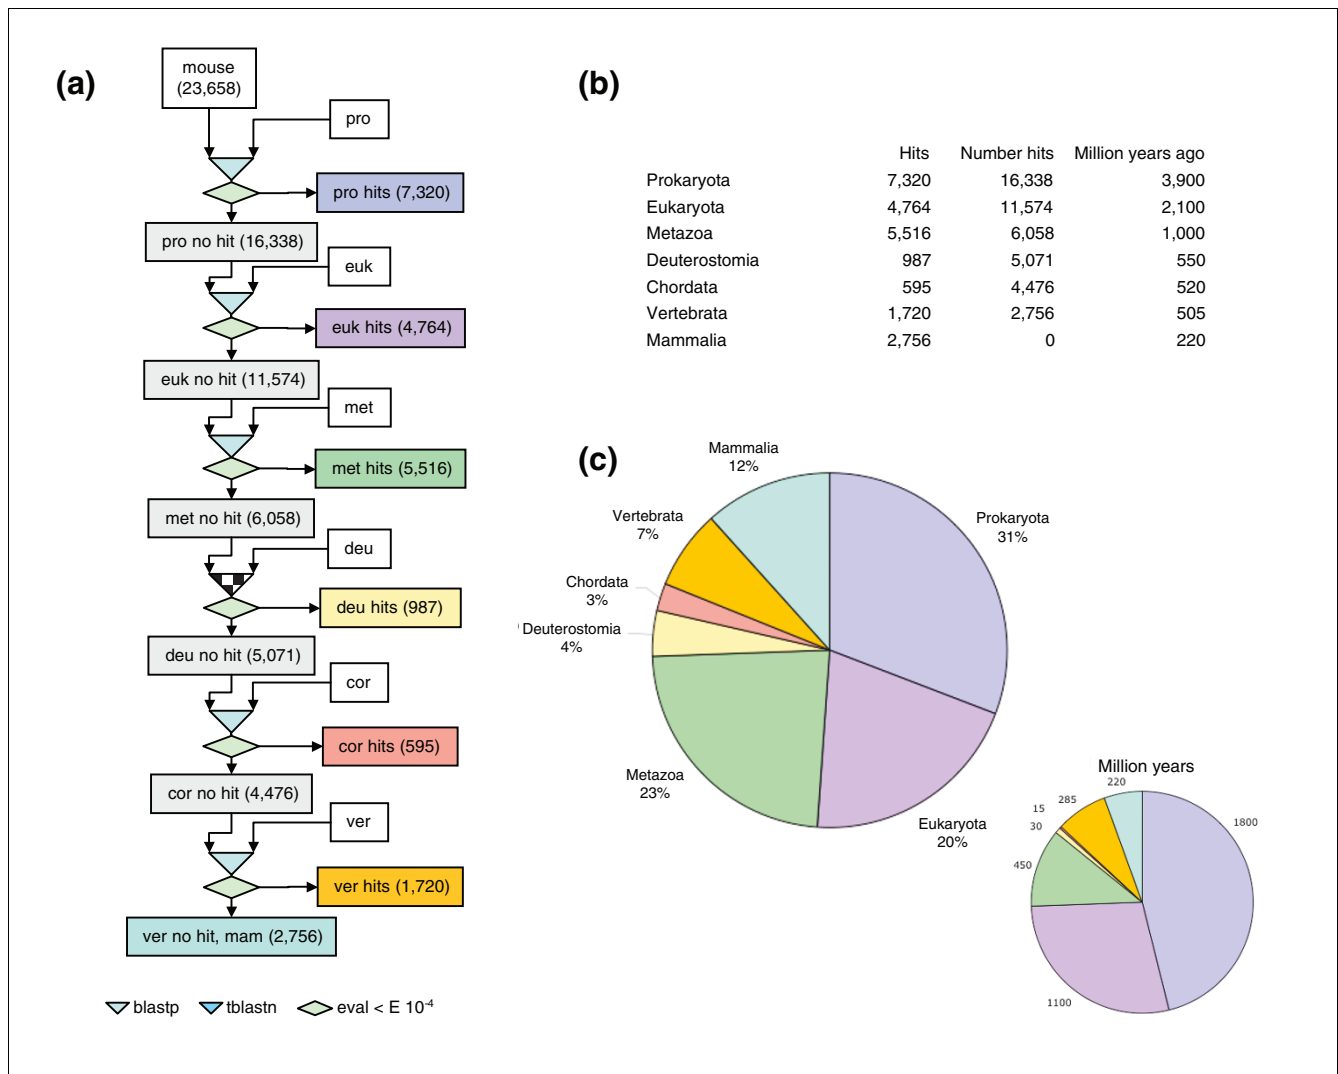 (a)
mouse
(23,658)
pro
pro hits (7,320)
pro no hit (16,338)
euk
euk hits (4,764)
euk no hit (11,574)
met
met hits (5,516)
met no hit (6,058)
deu
deu hits (987)
deu no hit (5,071)
cor
cor hits (595)
cor no hit (4,476)
ver
ver hits (1,720)
ver no hit, mam (2,756)
blastp tblastn eval < E 10-4
(b)
Hits Number hits Million years ago
Prokaryota 7,320 16,338 3,900
Eukaryota 4,764 11,574 2,100
Metazoa 5,516 6,058 1,000
Deuterostomia 987 5,071 550
Chordata 595 4,476 520
Vertebrata 1,720 2,756 505
Mammalia 2,756 0 220
(c)
Mammalia
12%
Vertebrata
7%
Chordata
3%
Deuterostomia
4%
Metazoa
23%
Eukaryota
20%
Prokaryota
31%
Million years
220
285
15
30
450
1100
1800